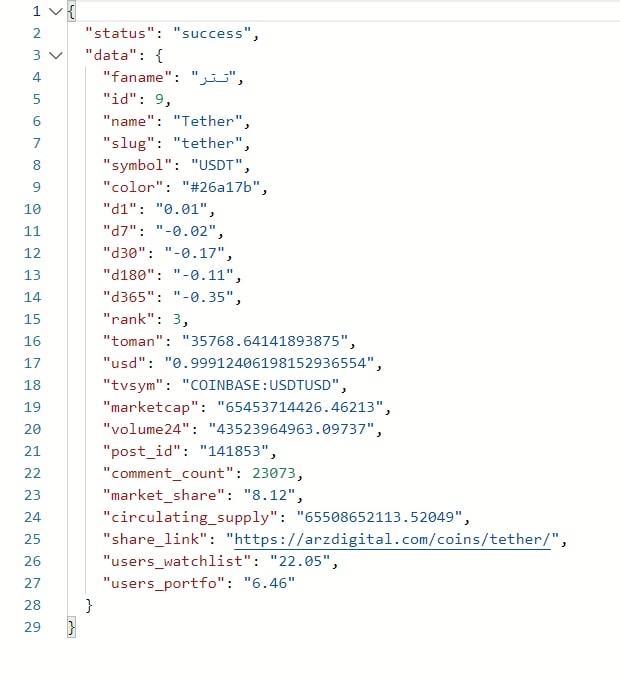 1 {
2 "status": "success",
3 "data": {
4 "faname": "تـتر",
5 "id": 9,
6 "name": "Tether",
7 "slug": "tether",
8 "symbol": "USDT",
9 "color": "#26a17b",
10 "d1": "0.01",
11 "d7": "-0.02",
12 "d30": "-0.17",
13 "d180": "-0.11",
14 "d365": "-0.35",
15 "rank": 3,
16 "toman": "35768.64141893875",
17 "usd": "0.99912406198152936554",
18 "tvsym": "COINBASE:USDTUSD",
19 "marketcap": "65453714426.46213",
20 "volume24": "43523964963.09737",
21 "post_id": "141853",
22 "comment_count": 23073,
23 "market_share": "8.12",
24 "circulating_supply": "65508652113.52049",
25 "share_link": "https://arzdigital.com/coins/tether/",
26 "users_watchlist": "22.05",
27 "users_portfo": "6.46"
28 }
29 }